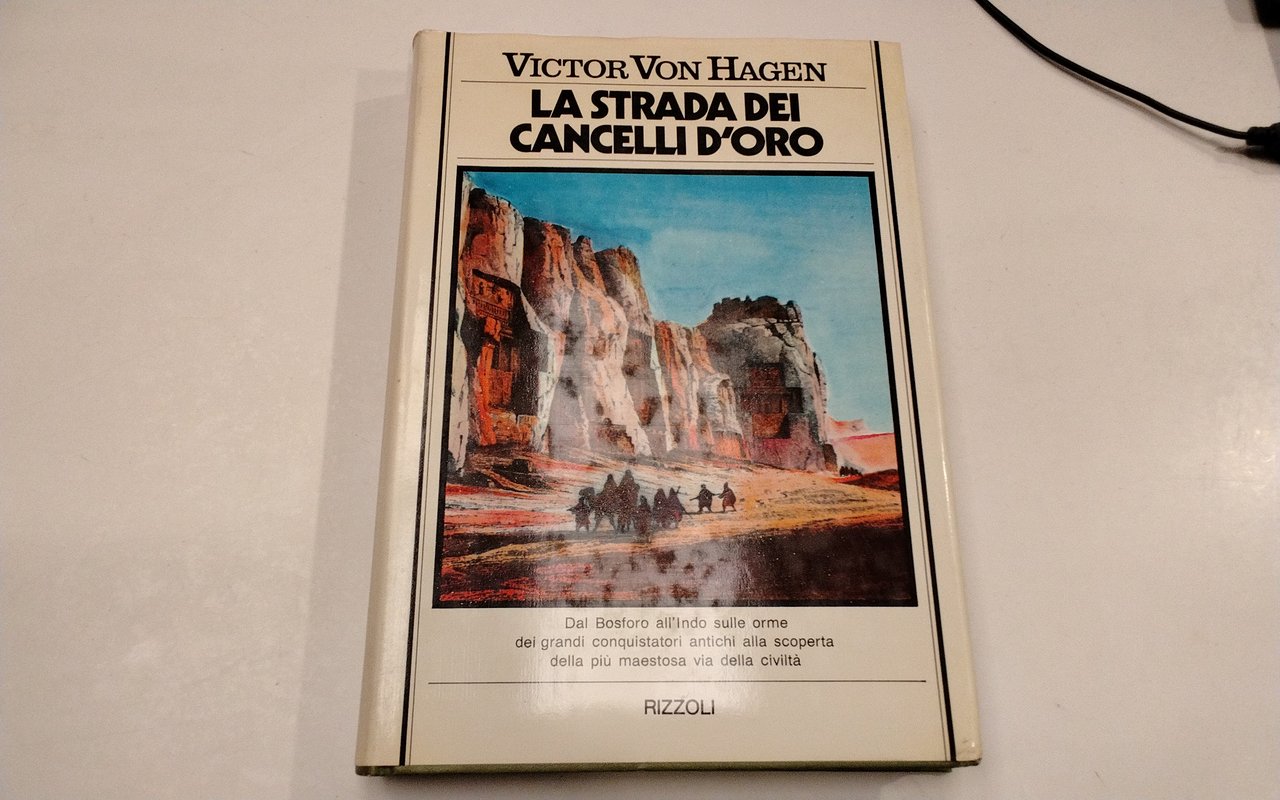 VICTOR VON HAGEN
LA STRADA DEI
CANCELLI D'ORO
Dal Bosforo all'Indo sulle orme
dei grandi conquistatori antichi alla scoperta
della più maestosa via della civiltà
RIZZOLI